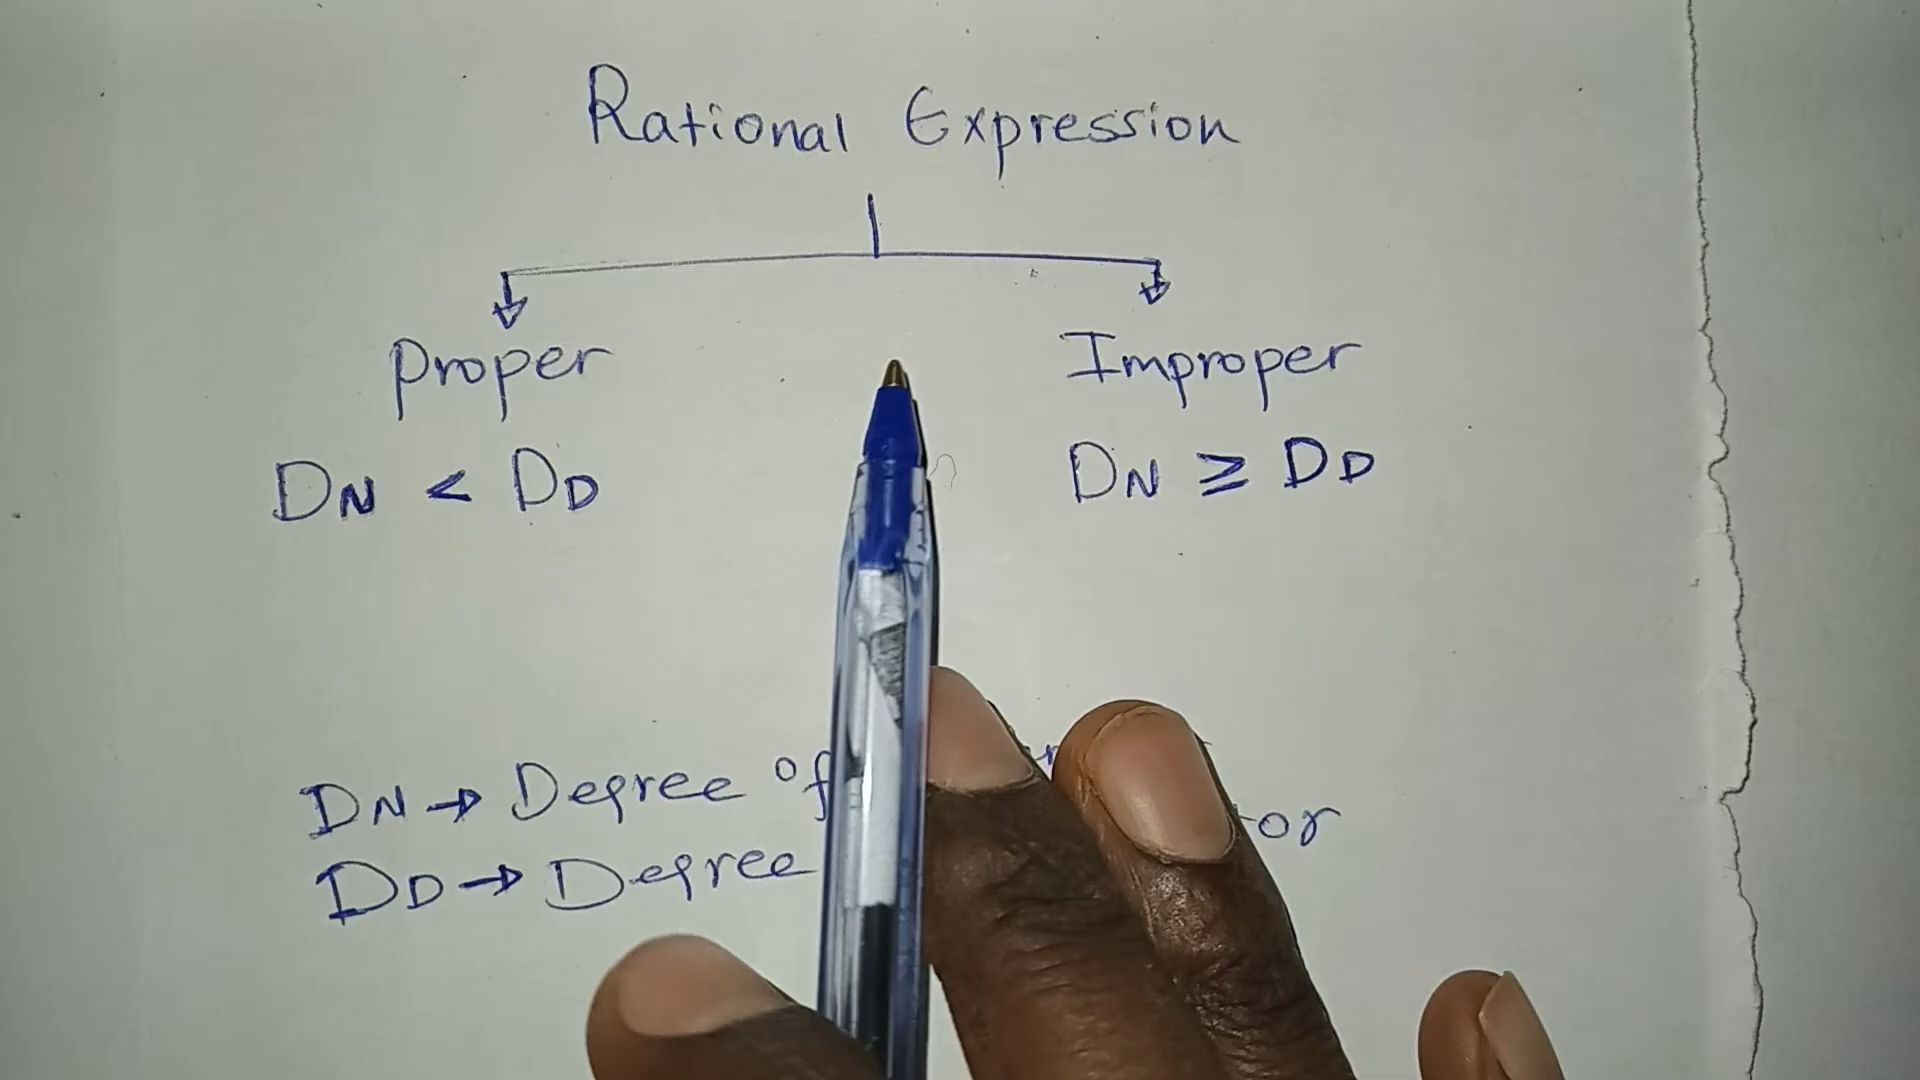 Rational Expression
Proper Improper
DN < DD DN ≥ DD
DN → Degree of
DD → Degree